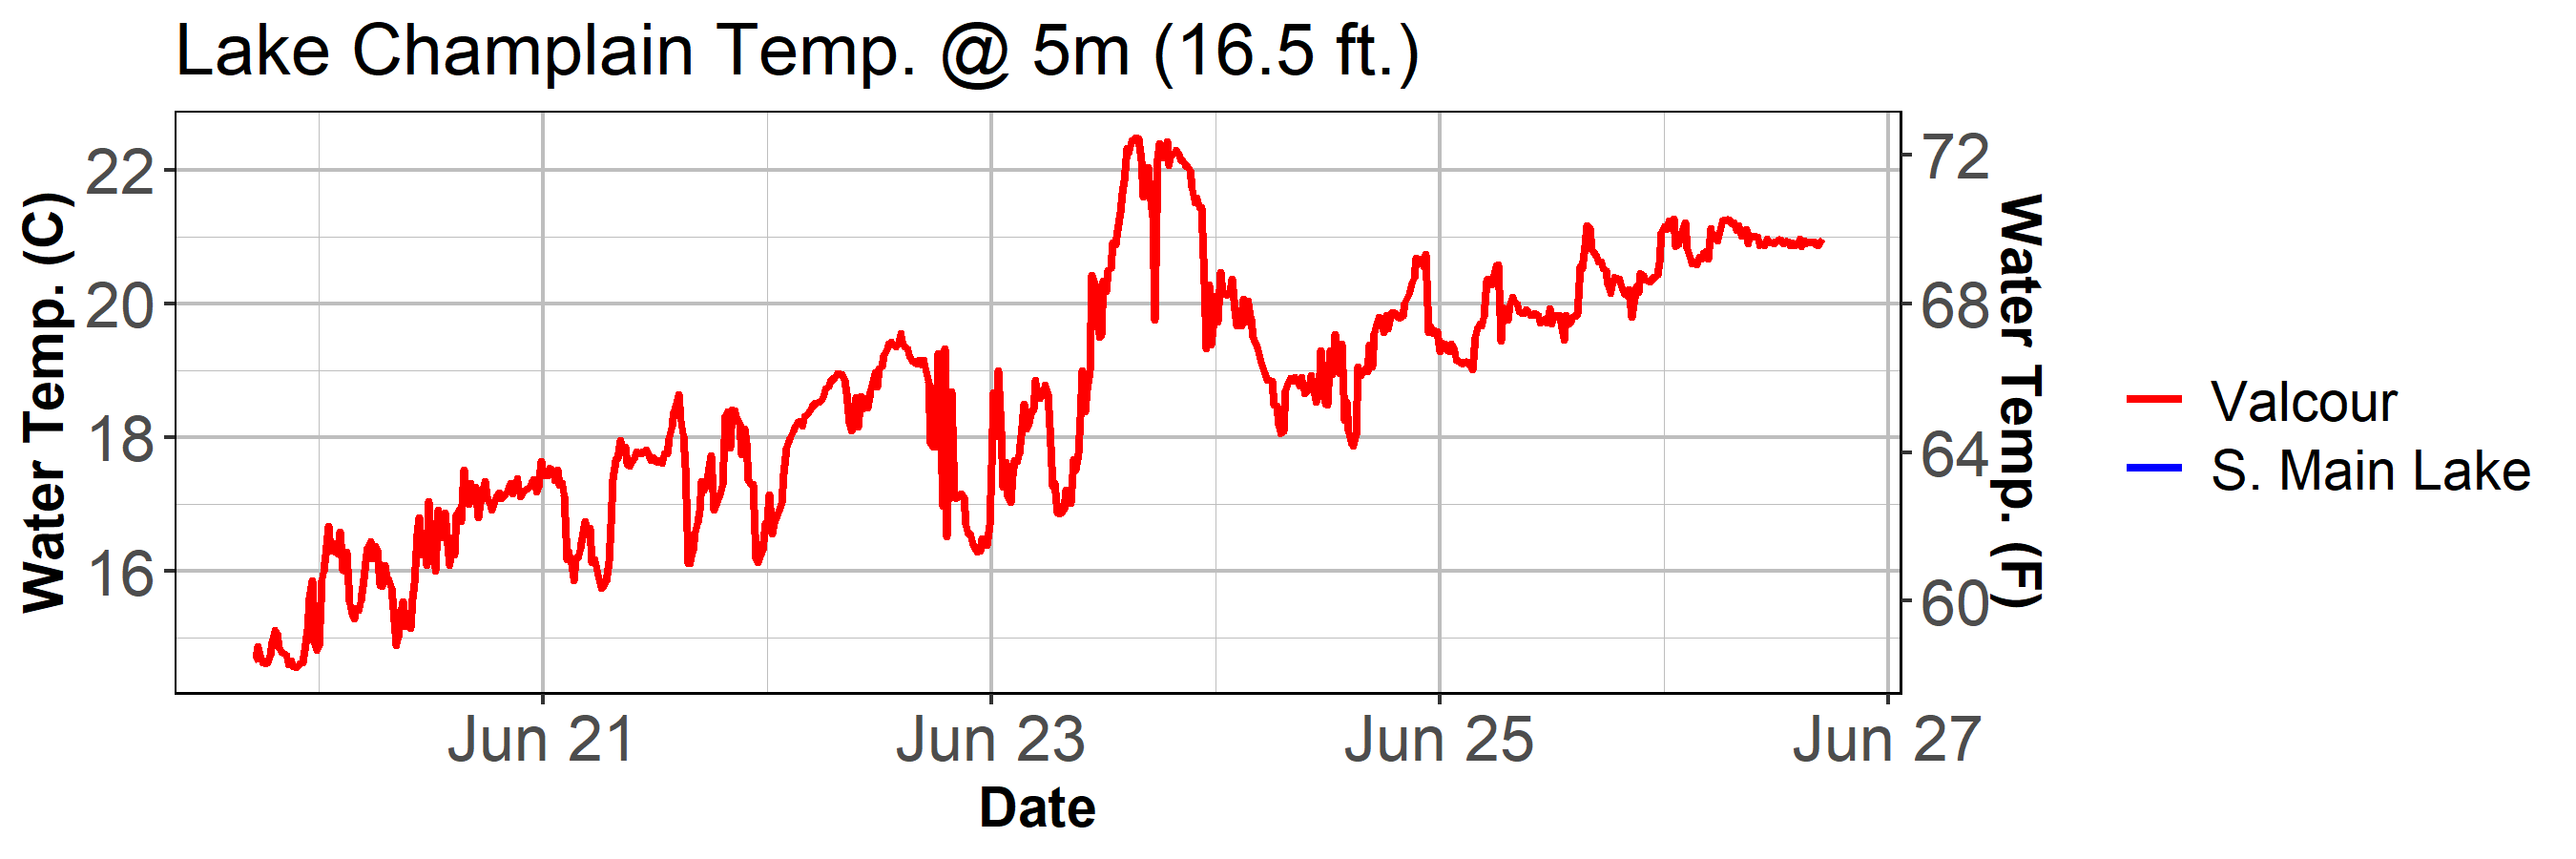 Lake Champlain Temp. @ 5m (16.5 ft.)
Water Temp. (C)
22
20
18
16
72
68
64
60
Water Temp. (F)
Valcour
S. Main Lake
Jun 21
Jun 23
Jun 25
Jun 27
Date